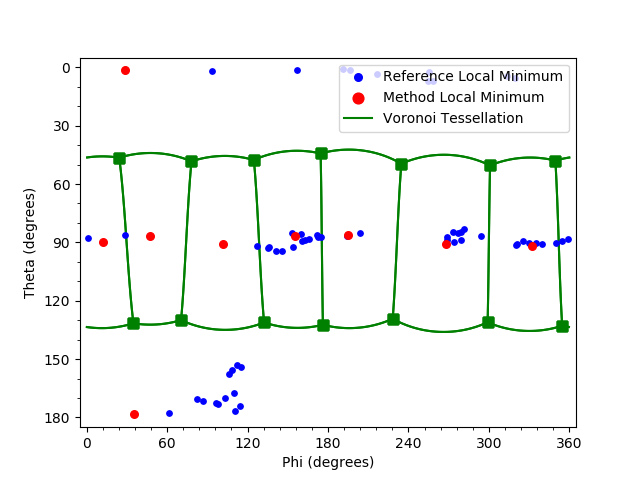 0
30
60
90
120
150
180
Theta (degrees)
Reference Local Minimum
Method Local Minimum
Voronoi Tessellation
0 60 120 180 240 300 360
Phi (degrees)